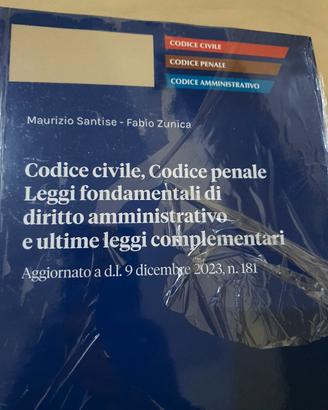 CODICE CIVILE
CODICE PENALE
CODICE AMMINISTRATIVO
Maurizio Santise - Fabio Zunica
Codice civile, Codice penale
Leggi fondamentali di
diritto amministrativo
e ultime leggi complementari
Aggiornato a d.l. 9 dicembre 2023, n. 181